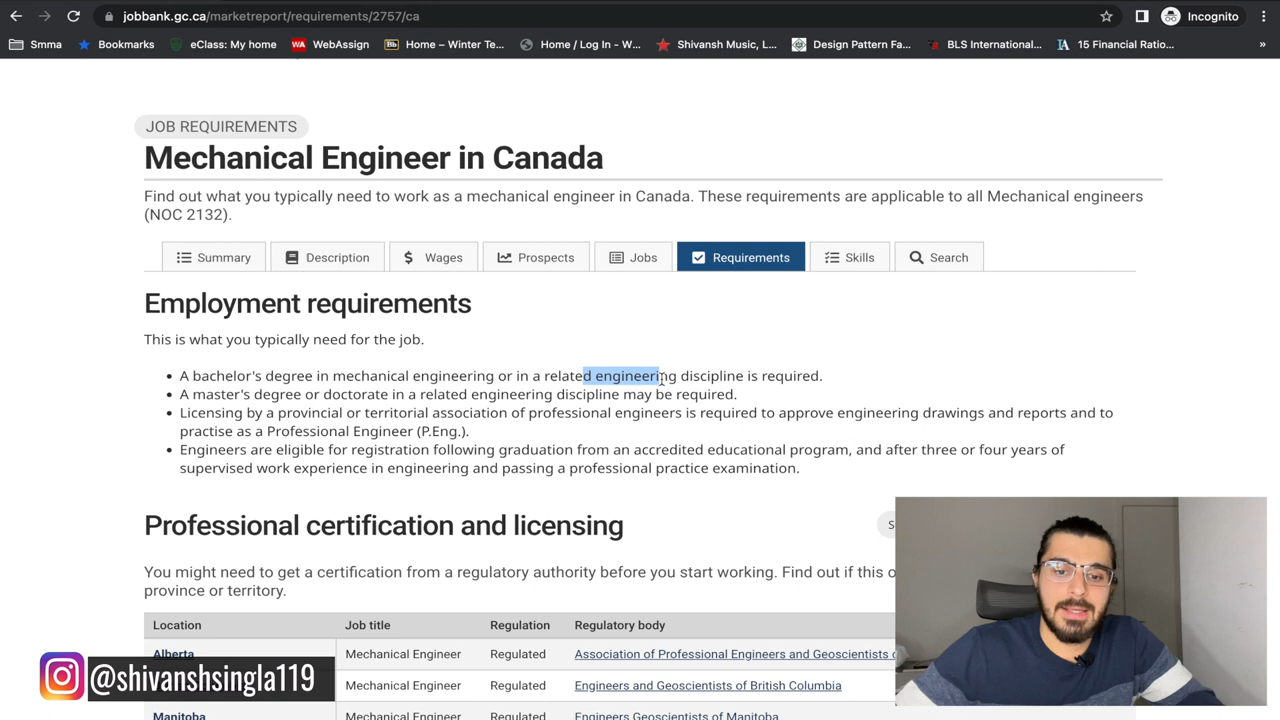 jobbank.gc.ca/marketreport/requirements/2757/ca
Incognito
Smma
Bookmarks
eClass: My home
WA WebAssign
Bb Home – Winter Te...
Home / Log In - W...
Shivansh Music, L...
Design Pattern Fa...
BLS International...
IA 15 Financial Ratio...
»
JOB REQUIREMENTS
Mechanical Engineer in Canada
Find out what you typically need to work as a mechanical engineer in Canada. These requirements are applicable to all Mechanical engineers
(NOC 2132).
Summary
Description
$ Wages
Prospects
Jobs
Requirements
Skills
Search
Employment requirements
This is what you typically need for the job.
• A bachelor's degree in mechanical engineering or in a related engineering discipline is required.
• A master's degree or doctorate in a related engineering discipline may be required.
• Licensing by a provincial or territorial association of professional engineers is required to approve engineering drawings and reports and to
practise as a Professional Engineer (P.Eng.).
• Engineers are eligible for registration following graduation from an accredited educational program, and after three or four years of
supervised work experience in engineering and passing a professional practice examination.
Professional certification and licensing
You might need to get a certification from a regulatory authority before you start working. Find out if this o
province or territory.
Location Job title Regulation Regulatory body
Alberta Mechanical Engineer Regulated Association of Professional Engineers and Geoscientists
Mechanical Engineer Regulated Engineers and Geoscientists of British Columbia
Manitoba Mechanical Engineer Regulated Engineers Geoscientists of Manitoba
@shivanshsingla119